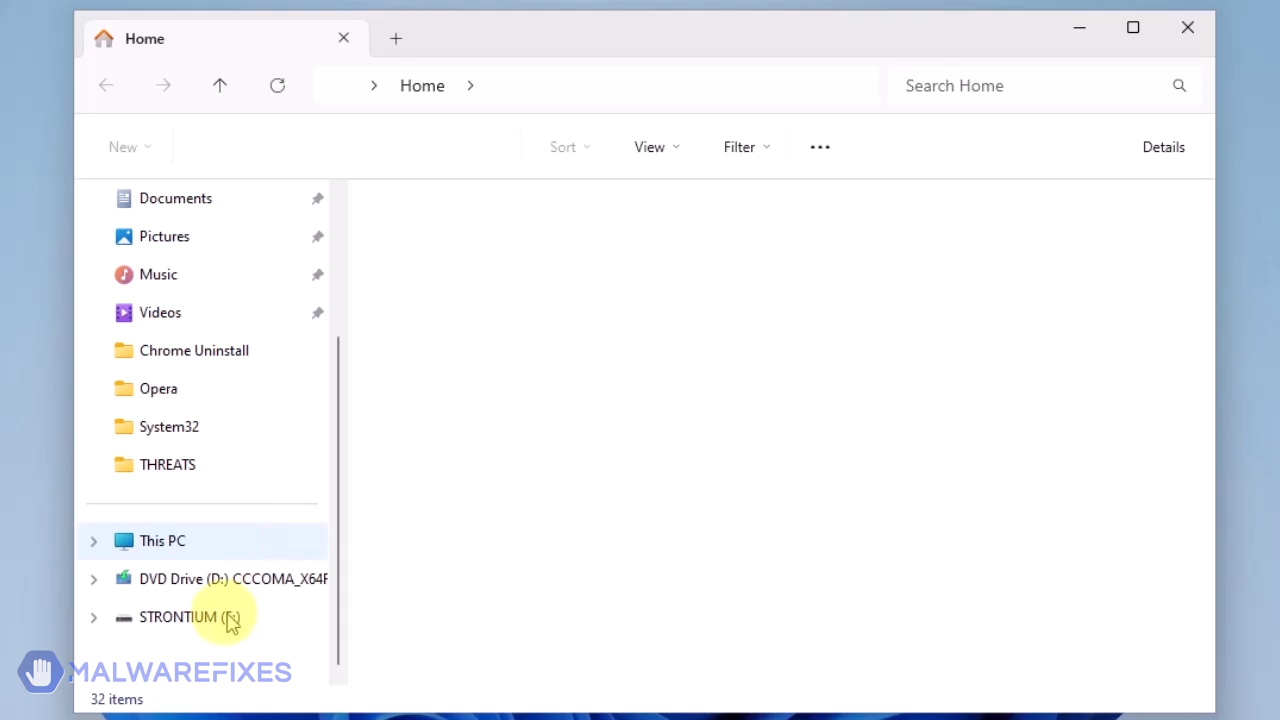 Home
Home
Search Home
New
Sort
View
Filter
Details
Documents
Pictures
Music
Videos
Chrome Uninstall
Opera
System32
THREATS
This PC
DVD Drive (D:) CCCOMA_X64F
STRONTIUM
MALWAREFIXES
32 items